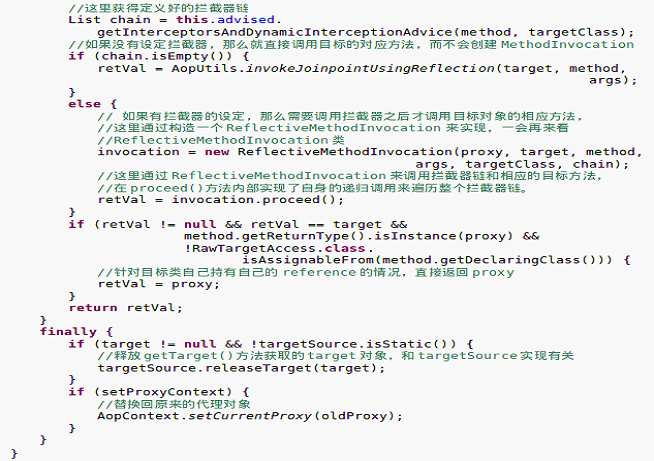 //这里获得定义好的拦截器链
List chain = this.advised.
getInterceptorsAndDynamicInterceptionAdvice(method, targetClass);
//如果没有设定拦截器，那么就直接调用目标的对应方法，而不会创建 MethodInvocation
if (chain.isEmpty()) {
retVal = AopUtils.invokeJoinpointUsingReflection(target, method,
args);
}
else {
// 如果有拦截器的设定，那么需要调用拦截器之后才调用目标对象的相应方法，
//这里通过构造一个 ReflectiveMethodInvocation 来实现，一会再来看
//ReflectiveMethodInvocation 类
invocation = new ReflectiveMethodInvocation(proxy, target, method,
args, targetClass, chain);
//这里通过 ReflectiveMethodInvocation 来调用拦截器链和相应的目标方法，
//在 proceed()方法内部实现了自身的递归调用来遍历整个拦截器链。
retVal = invocation.proceed();
}
if (retVal != null && retVal == target &&
method.getReturnType().isInstance(proxy) &&
!RawTargetAccess.class.
isAssignableFrom(method.getDeclaringClass())) {
//针对目标类自己持有自己的 reference 的情况，直接返回 proxy
retVal = proxy;
}
return retVal;
}
finally {
if (target != null && !targetSource.isStatic()) {
//释放 getTarget()方法获取的 target 对象，和 targetSource 实现有关
targetSource.releaseTarget(target);
}
if (setProxyContext) {
//替换回原来的代理对象
AopContext.setCurrentProxy(oldProxy);
}
}
}